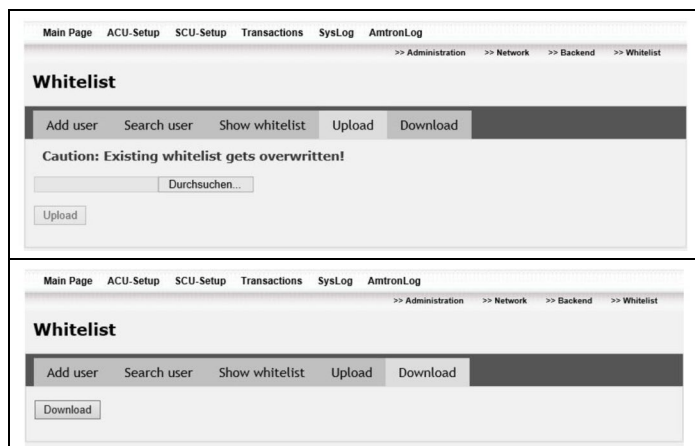 Main Page ACU-Setup SCU-Setup Transactions SysLog AmtronLog
>> Administration >> Network >> Backend >> Whitelist
Whitelist
Add user Search user Show whitelist Upload Download
Caution: Existing whitelist gets overwritten!
Durchsuchen...
Upload
Main Page ACU-Setup SCU-Setup Transactions SysLog AmtronLog
>> Administration >> Network >> Backend >> Whitelist
Whitelist
Add user Search user Show whitelist Upload Download
Download